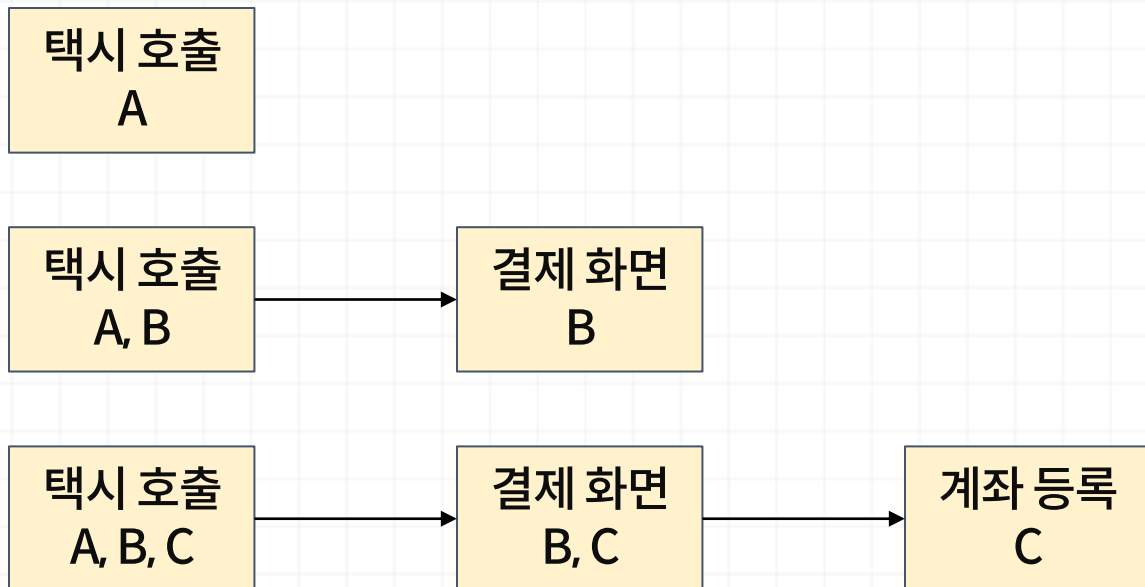 택시 호출
A
택시 호출
A, B
결제 화면
B
택시 호출
A, B, C
결제 화면
B, C
계좌 등록
C